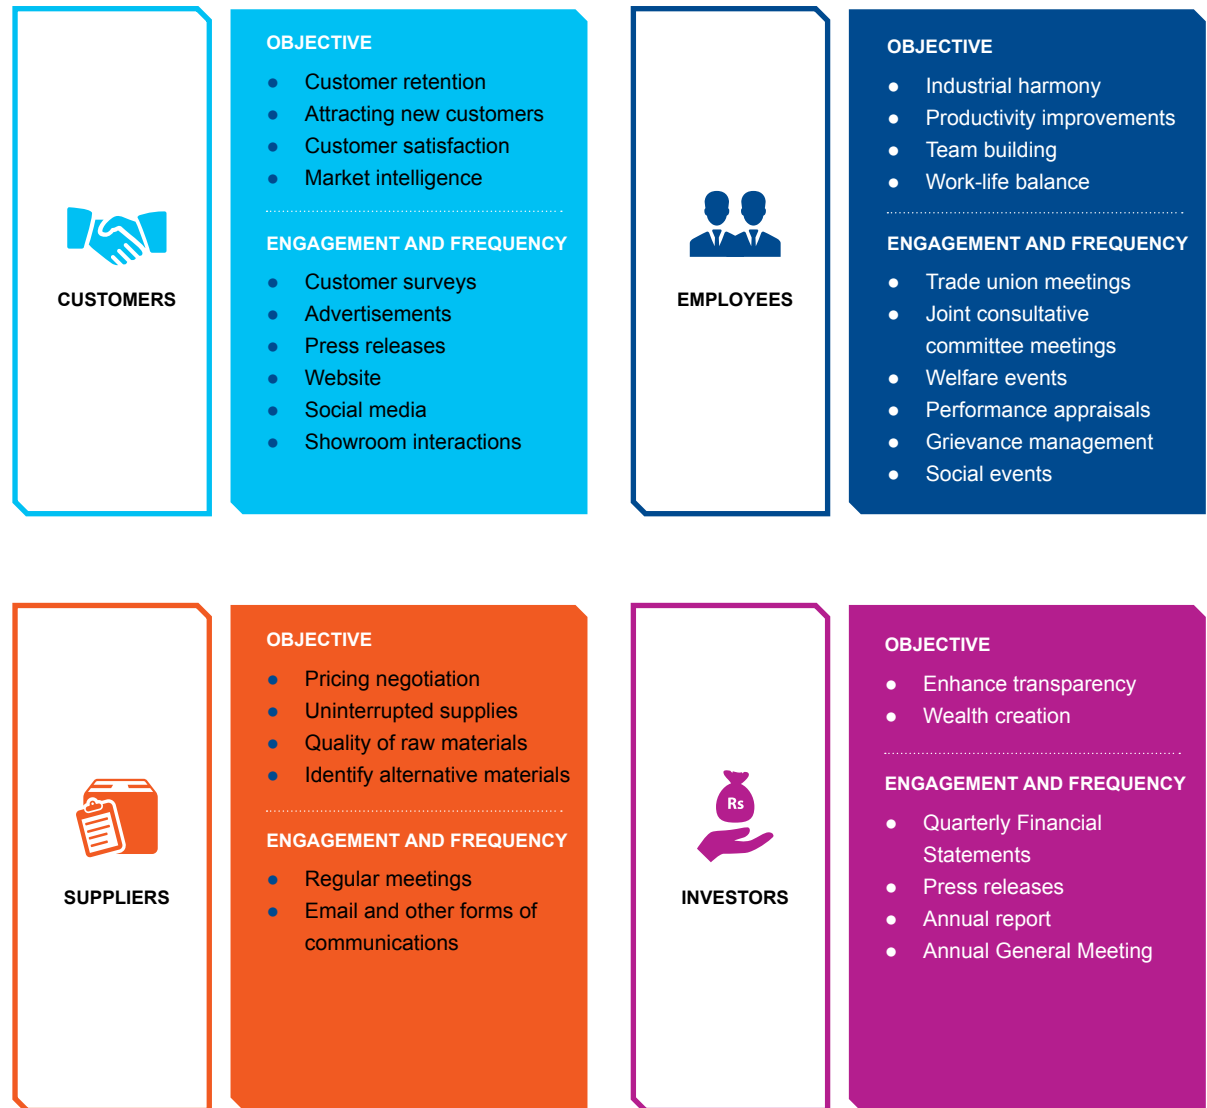 CUSTOMERS
OBJECTIVE
● Customer retention
● Attracting new customers
● Customer satisfaction
● Market intelligence
ENGAGEMENT AND FREQUENCY
● Customer surveys
● Advertisements
● Press releases
● Website
● Social media
● Showroom interactions
EMPLOYEES
OBJECTIVE
● Industrial harmony
● Productivity improvements
● Team building
● Work-life balance
ENGAGEMENT AND FREQUENCY
● Trade union meetings
● Joint consultative
committee meetings
● Welfare events
● Performance appraisals
● Grievance management
● Social events
SUPPLIERS
OBJECTIVE
● Pricing negotiation
● Uninterrupted supplies
● Quality of raw materials
● Identify alternative materials
ENGAGEMENT AND FREQUENCY
● Regular meetings
● Email and other forms of
communications
Rs
INVESTORS
OBJECTIVE
● Enhance transparency
● Wealth creation
ENGAGEMENT AND FREQUENCY
● Quarterly Financial
Statements
● Press releases
● Annual report
● Annual General Meeting